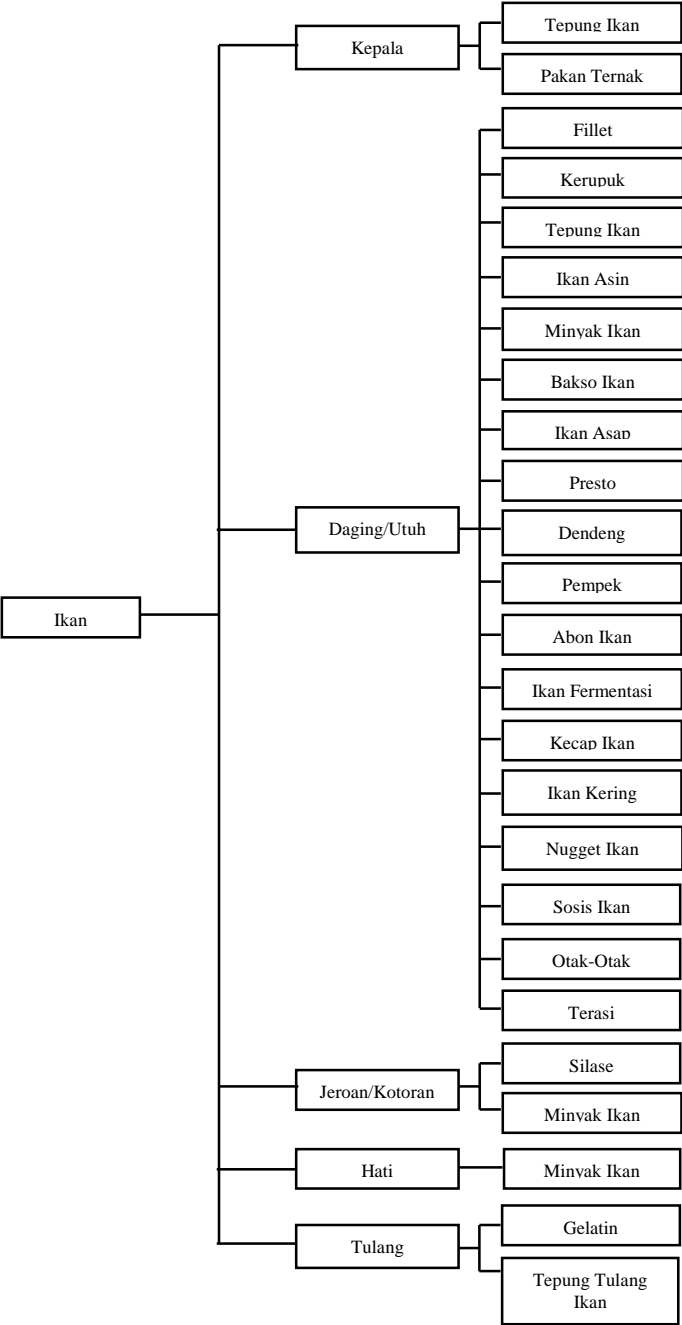 Ikan
Kepala
Tepung Ikan
Pakan Ternak
Daging/Utuh
Fillet
Kerupuk
Tepung Ikan
Ikan Asin
Minyak Ikan
Bakso Ikan
Ikan Asap
Presto
Dendeng
Pempek
Abon Ikan
Ikan Fermentasi
Kecap Ikan
Ikan Kering
Nugget Ikan
Sosis Ikan
Otak-Otak
Terasi
Jeroan/Kotoran
Silase
Minyak Ikan
Hati
Minyak Ikan
Tulang
Gelatin
Tepung Tulang
Ikan